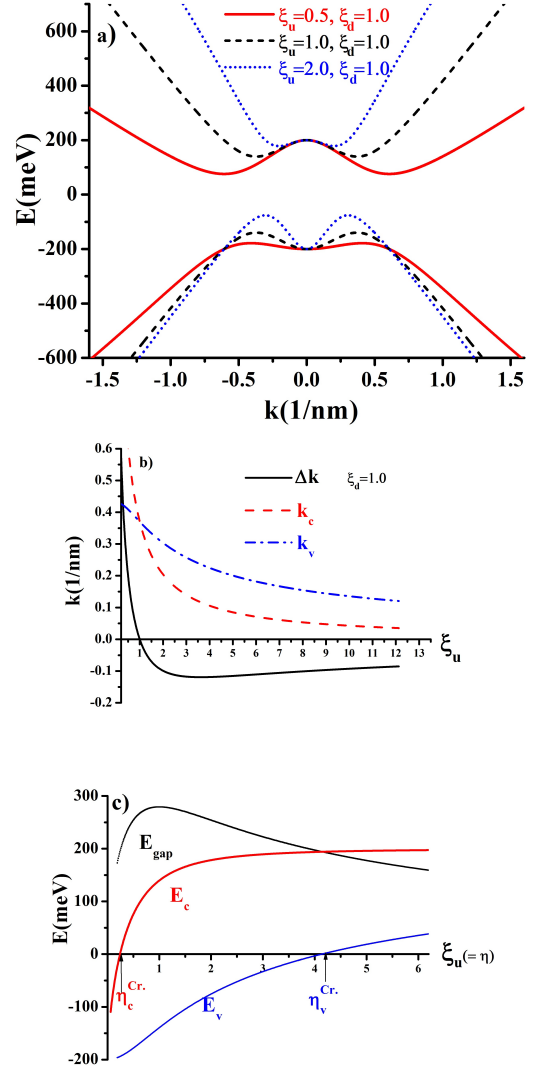 a)
ξu=0.5, ξd=1.0
ξu=1.0, ξd=1.0
ξu=2.0, ξd=1.0
600
400
200
0
-200
-400
-600
E(meV)
-1.5 -1.0 -0.5 0.0 0.5 1.0 1.5
k(1/nm)
b)
Δk ξd=1.0
kc
kv
0.6
0.5
0.4
0.3
0.2
0.1
0.0
-0.1
-0.2
k(1/nm)
1 2 3 4 5 6 7 8 9 10 11 12 13
ξu
c)
Egap
Ec
Ev
300
200
100
0
-100
-200
E(meV)
1 2 3 4 5 6
ξu(= η)
ηcCr.
ηvCr.